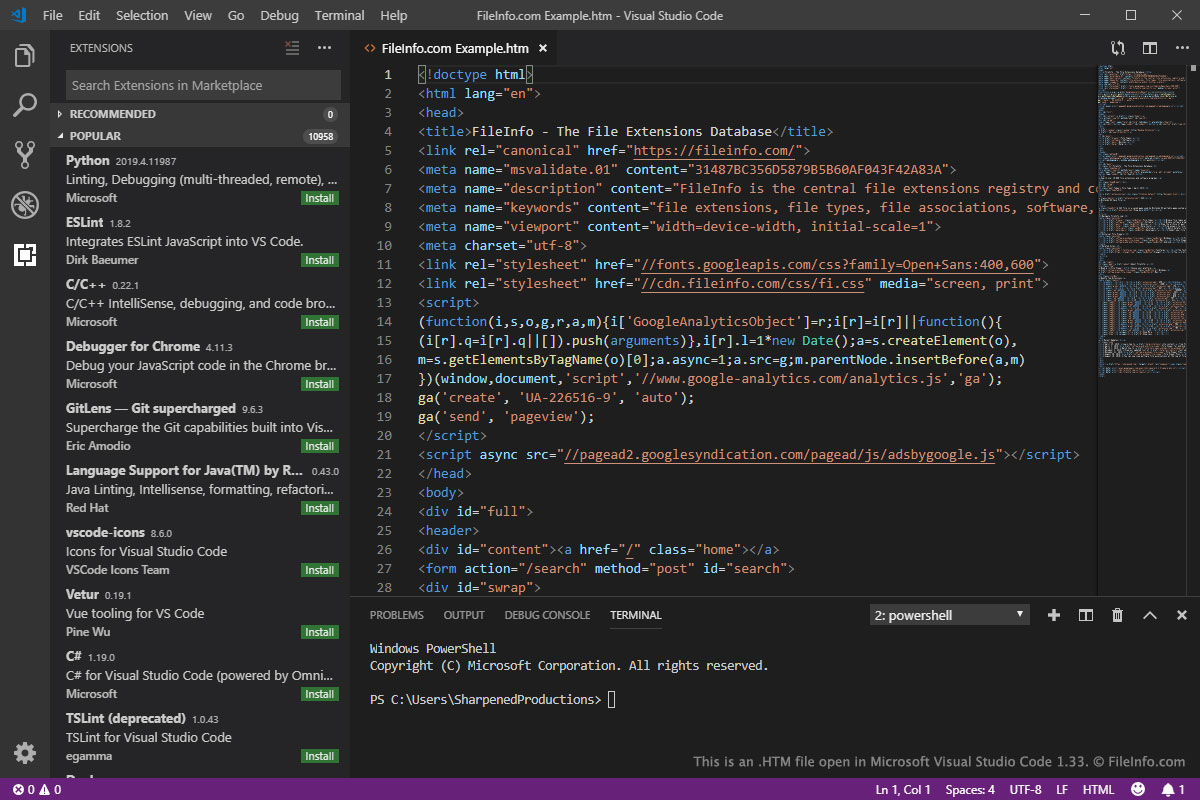 File Edit Selection View Go Debug Terminal Help FileInfo.com Example.htm - Visual Studio Code
EXTENSIONS
Search Extensions in Marketplace
RECOMMENDED 0
POPULAR 10958
Python 2019.4.11987
Linting, Debugging (multi-threaded, remote), ...
Microsoft Install
ESLint 1.8.2
Integrates ESLint JavaScript into VS Code.
Dirk Baeumer Install
C/C++ 0.22.1
C/C++ IntelliSense, debugging, and code bro...
Microsoft Install
Debugger for Chrome 4.11.3
Debug your JavaScript code in the Chrome br...
Microsoft Install
GitLens — Git supercharged 9.6.3
Supercharge the Git capabilities built into Vis...
Eric Amodio Install
Language Support for Java(TM) by R... 0.43.0
Java Linting, Intellisense, formatting, refactori...
Red Hat Install
vscode-icons 8.6.0
Icons for Visual Studio Code
VSCode Icons Team Install
Vetur 0.19.1
Vue tooling for VS Code
Pine Wu Install
C# 1.19.0
C# for Visual Studio Code (powered by Omni...
Microsoft Install
TSLint (deprecated) 1.0.43
TSLint for Visual Studio Code
egamma Install
<> FileInfo.com Example.htm
1 <!doctype html>
2 <html lang="en">
3 <head>
4 <title>FileInfo - The File Extensions Database</title>
5 <link rel="canonical" href="https://fileinfo.com/">
6 <meta name="msvalidate.01" content="31487BC356D5879B5B60AF043F42A83A">
7 <meta name="description" content="FileInfo is the central file extensions registry and co
8 <meta name="keywords" content="file extensions, file types, file associations, software,
9 <meta name="viewport" content="width=device-width, initial-scale=1">
10 <meta charset="utf-8">
11 <link rel="stylesheet" href="//fonts.googleapis.com/css?family=Open+Sans:400,600">
12 <link rel="stylesheet" href="//cdn.fileinfo.com/css/fi.css" media="screen, print">
13 <script>
14 (function(i,s,o,g,r,a,m){i['GoogleAnalyticsObject']=r;i[r]=i[r]||function(){
15 (i[r].q=i[r].q||[]).push(arguments)},i[r].l=1*new Date();a=s.createElement(o),
16 m=s.getElementsByTagName(o)[0];a.async=1;a.src=g;m.parentNode.insertBefore(a,m)
17 })(window,document,'script','//www.google-analytics.com/analytics.js','ga');
18 ga('create', 'UA-226516-9', 'auto');
19 ga('send', 'pageview');
20 </script>
21 <script async src="//pagead2.googlesyndication.com/pagead/js/adsbygoogle.js"></script>
22 </head>
23 <body>
24 <div id="full">
25 <header>
26 <div id="content"><a href="/" class="home"></a>
27 <form action="/search" method="post" id="search">
28 <div id="swrap">
PROBLEMS OUTPUT DEBUG CONSOLE TERMINAL 2: powershell
Windows PowerShell
Copyright (C) Microsoft Corporation. All rights reserved.
PS C:\Users\SharpenedProductions>
This is an .HTM file open in Microsoft Visual Studio Code 1.33. © FileInfo.com
0 0 Ln 1, Col 1 Spaces: 4 UTF-8 LF HTML 1